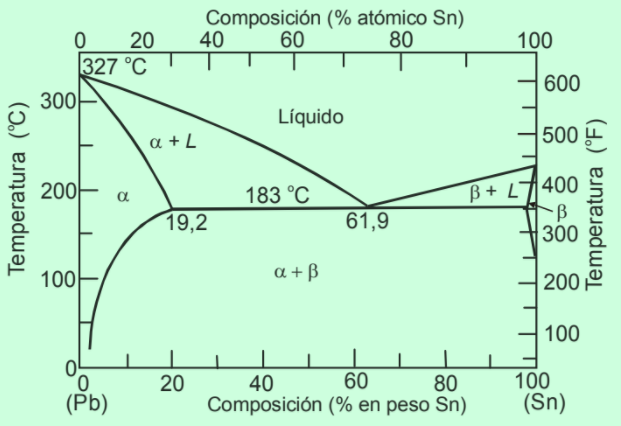 Composición (% atómico Sn)
0 20 40 60 80 100
327 °C
Temperatura (°C)
300
200
100
0
Líquido
α + L
α
183 °C
19,2
61,9
β + L
β
α + β
600
500
400
300
200
100
Temperatura (°F)
0 20 40 60 80 100
(Pb) Composición (% en peso Sn) (Sn)